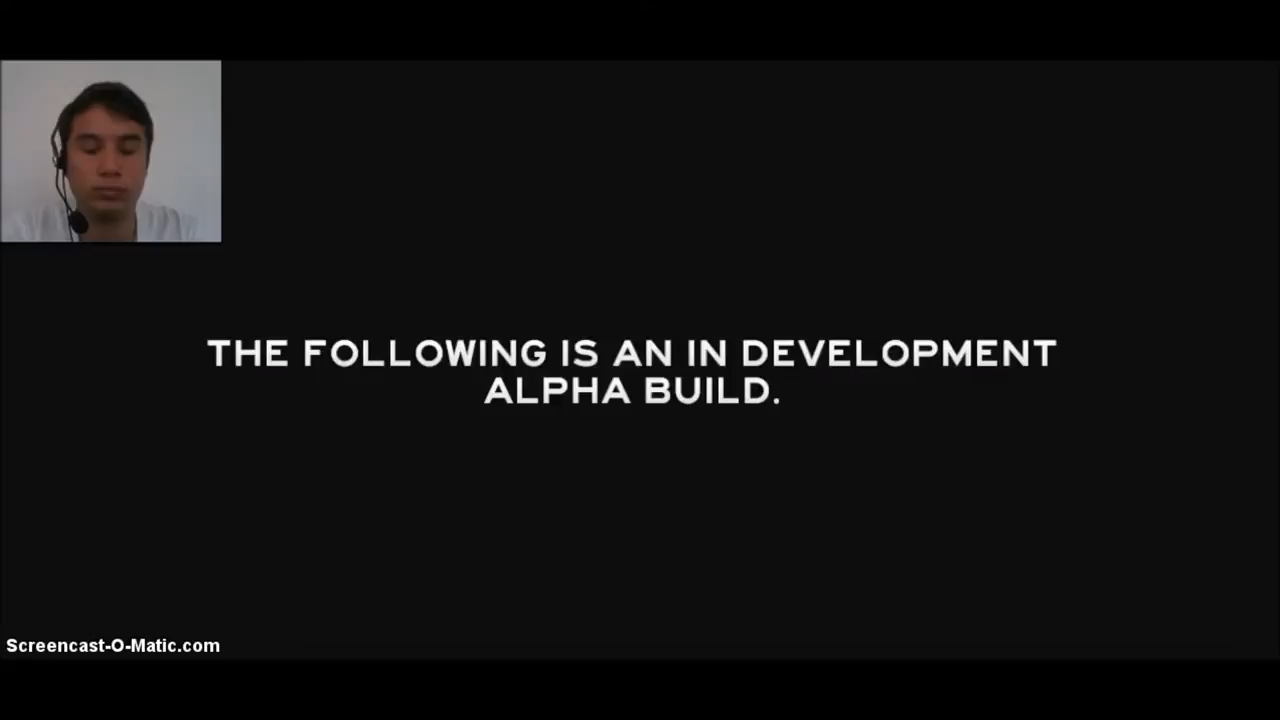 THE FOLLOWING IS AN IN DEVELOPMENT
ALPHA BUILD.
Screencast-O-Matic.com